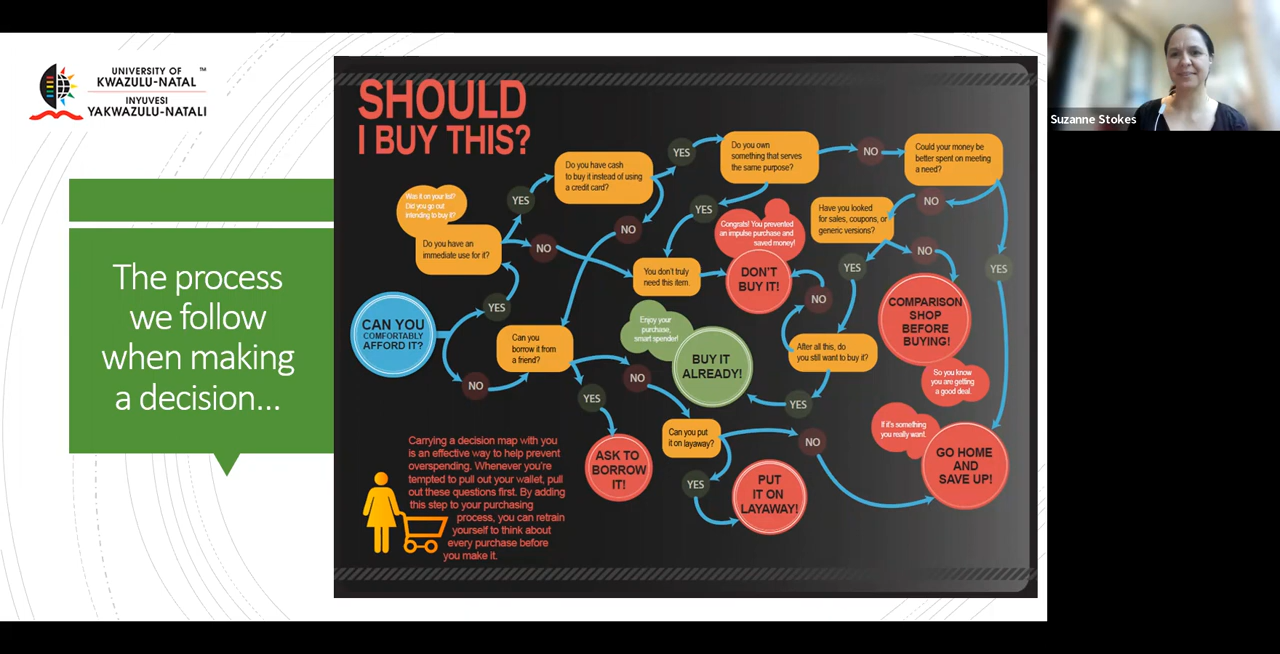 UNIVERSITY OF ™
KWAZULU-NATAL
INYUVESI
YAKWAZULU-NATALI
The process
we follow
when making
a decision...
SHOULD
I BUY THIS?
CAN YOU
COMFORTABLY
AFFORD IT?
YES
NO
Was it on your list?
Did you go out
intending to buy it?
Do you have an
immediate use for it?
YES
NO
Do you have cash
to buy it instead of using
a credit card?
YES
NO
Do you own
something that serves
the same purpose?
YES
NO
Could your money be
better spent on meeting
a need?
NO
YES
Have you looked
for sales, coupons, or
generic versions?
YES
NO
Congrats! You prevented
an impulse purchase and
saved money!
You don't truly
need this item.
DON'T
BUY IT!
NO
COMPARISON
SHOP
BEFORE
BUYING!
So you know
you are getting
a good deal.
Enjoy your
purchase,
smart spender!
BUY IT
ALREADY!
After all this, do
you still want to buy it?
YES
Can you
borrow it from
a friend?
YES
NO
Can you put
it on layaway?
NO
YES
ASK TO
BORROW
IT!
PUT
IT ON
LAYAWAY!
If it's something
you really want.
GO HOME
AND
SAVE UP!
Carrying a decision map with you
is an effective way to help prevent
overspending. Whenever you're
tempted to pull out your wallet, pull
out these questions first. By adding
this step to your purchasing
process, you can retrain
yourself to think about
every purchase before
you make it.
Suzanne Stokes